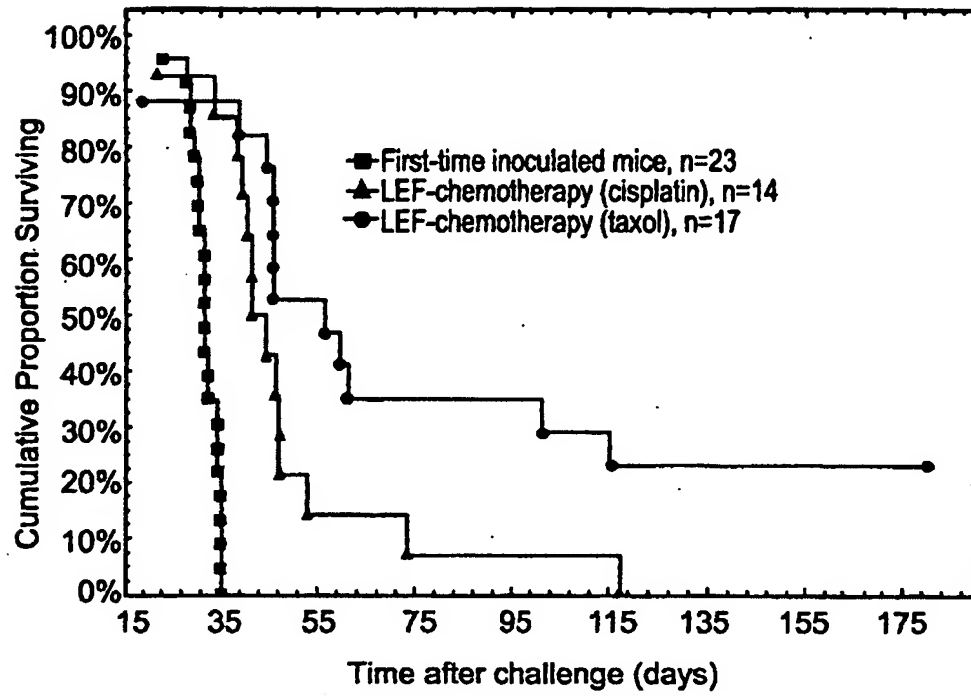 100%
90%
80%
70%
60%
50%
40%
30%
20%
10%
0%
Cumulative Proportion Surviving
First-time inoculated mice, n=23
LEF-chemotherapy (cisplatin), n=14
LEF-chemotherapy (taxol), n=17
15 35 55 75 95 115 135 155 175
Time after challenge (days)